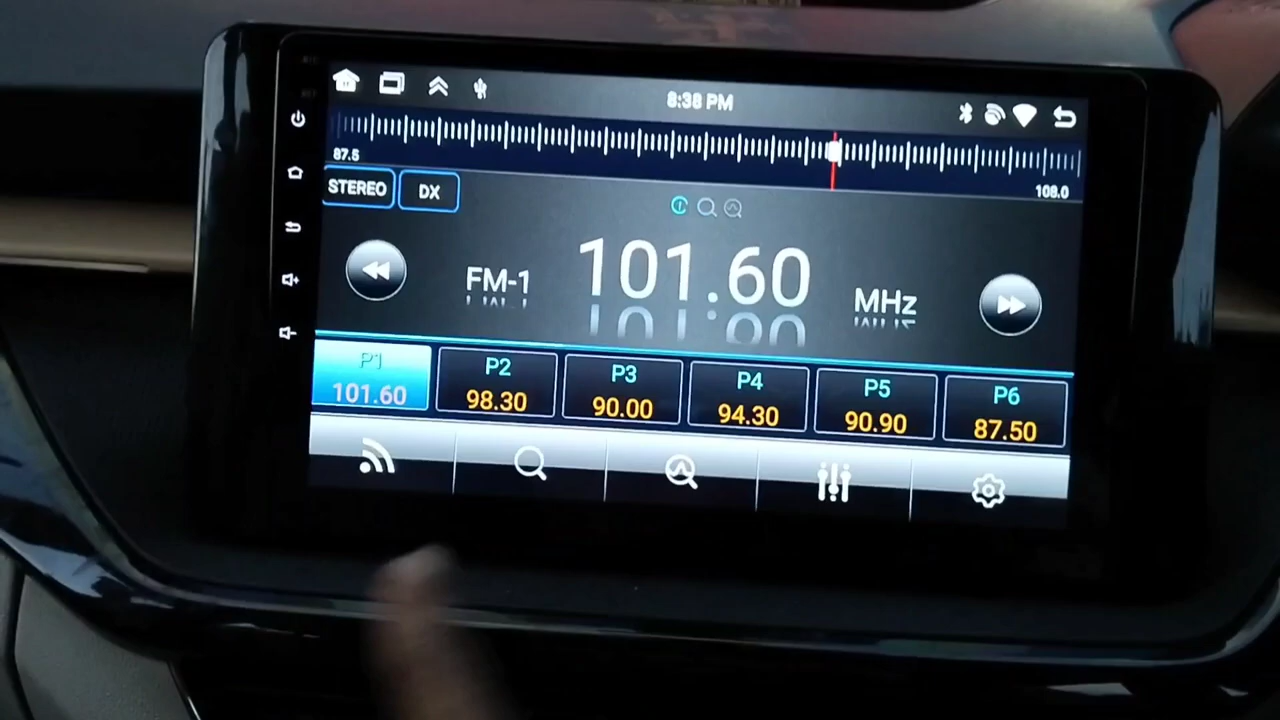 8:38 PM
87.5
108.0
STEREO
DX
FM-1
101.60
MHz
P1
101.60
P2
98.30
P3
90.00
P4
94.30
P5
90.90
P6
87.50